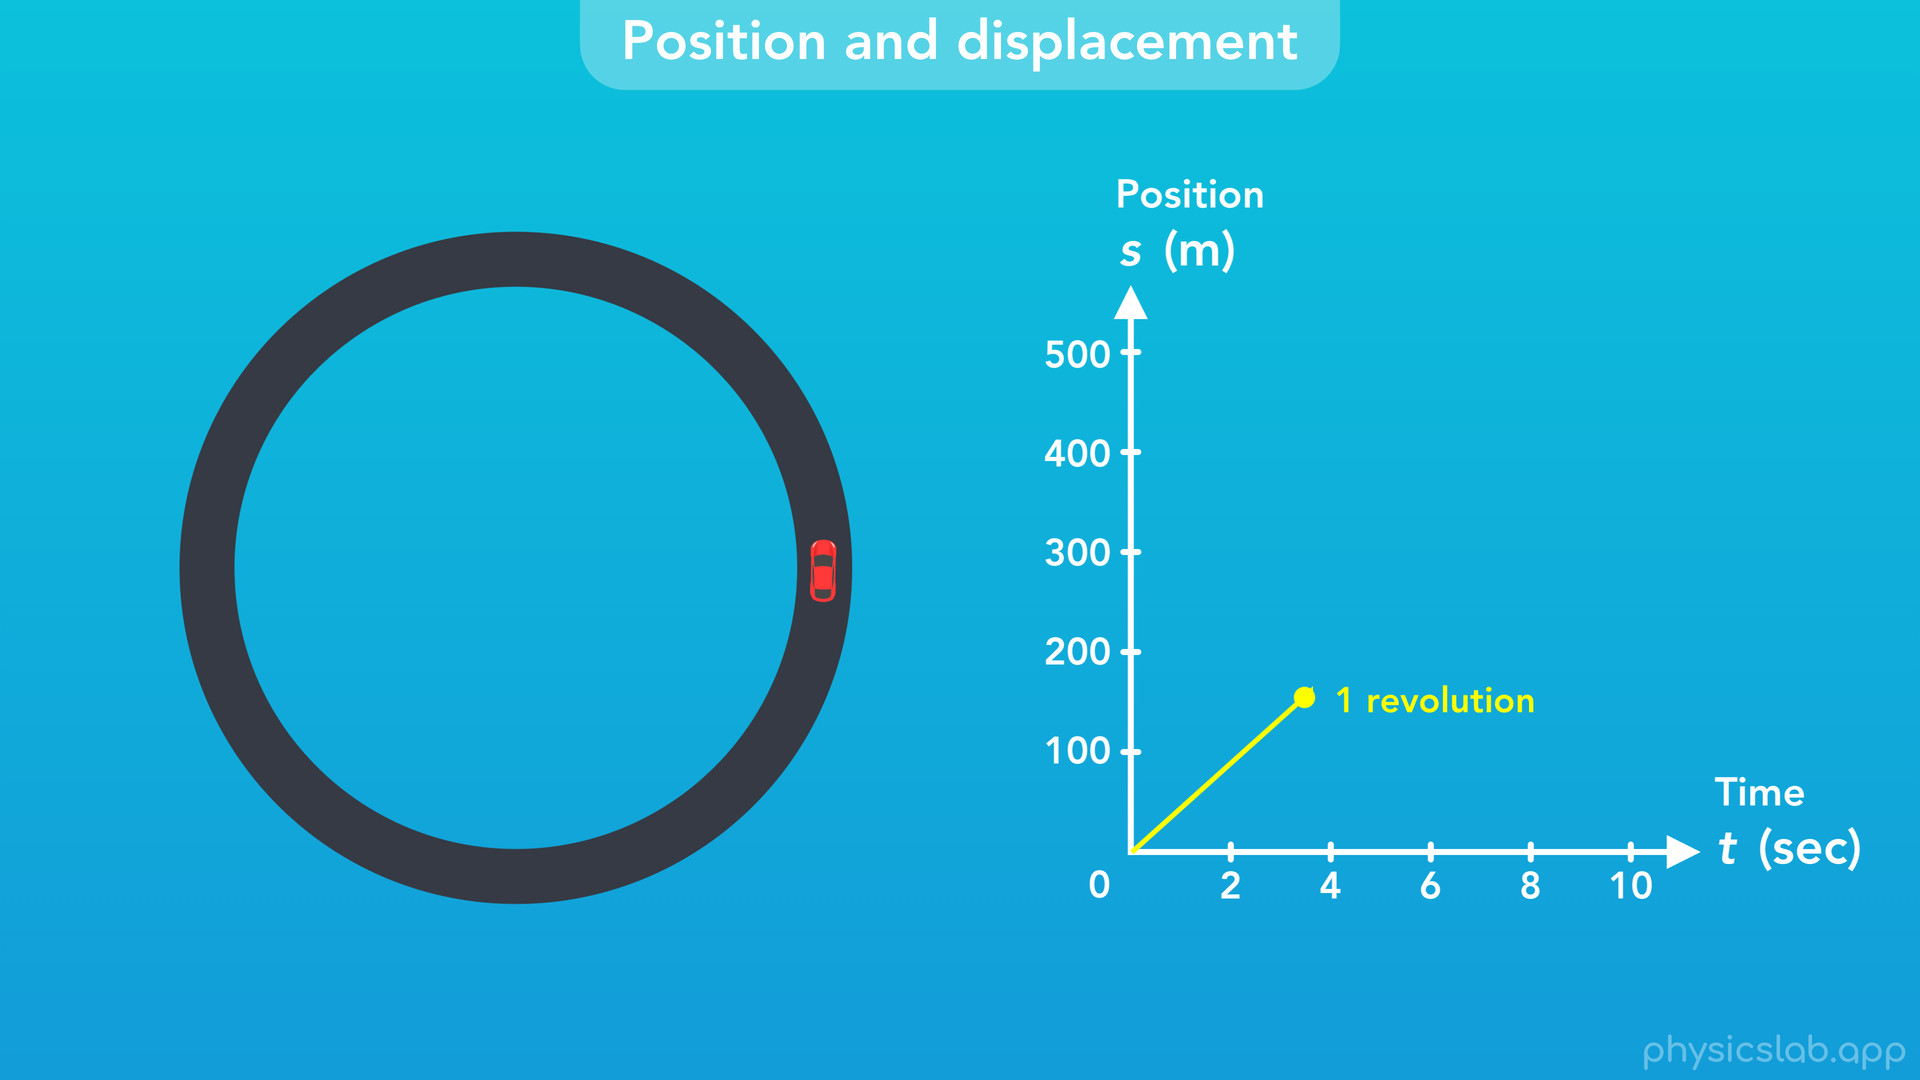 Position and displacement
Position
s (m)
500
400
300
200
100
1 revolution
Time
t (sec)
0 2 4 6 8 10
physicslab.app